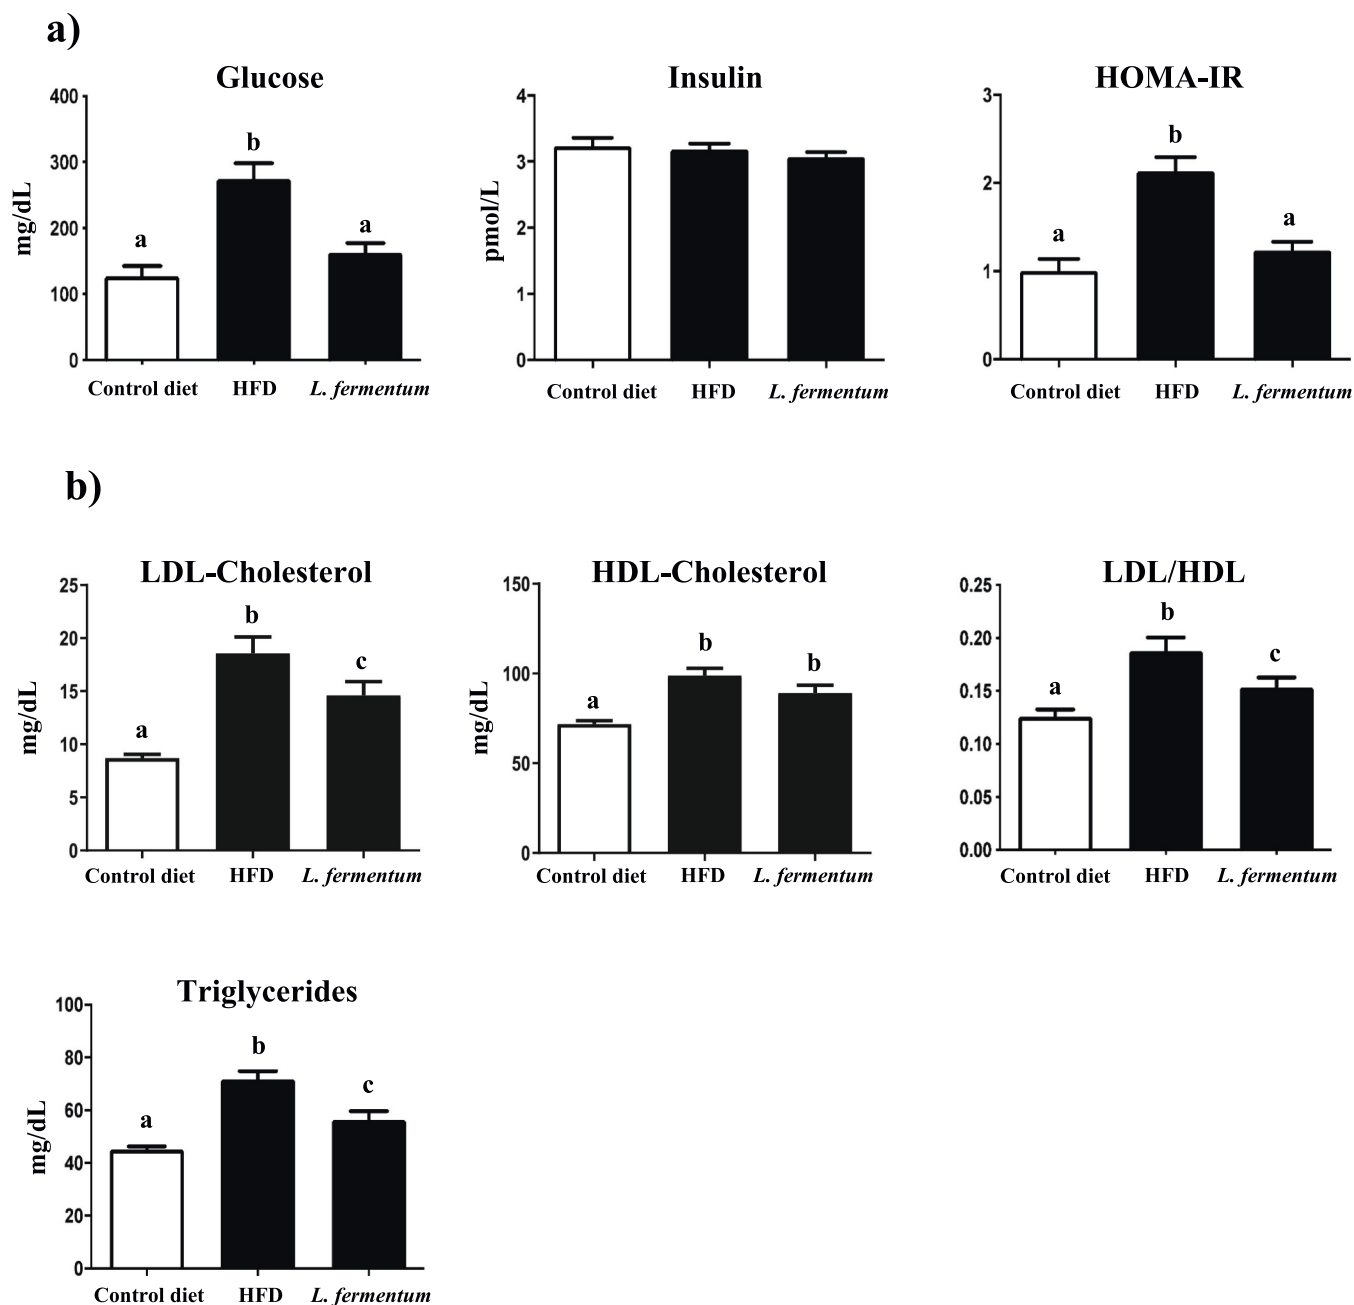 a)
Glucose
400
300
200
100
0
mg/dL
a
b
a
Control diet
HFD
L. fermentum
Insulin
4
3
2
1
0
pmol/L
Control diet
HFD
L. fermentum
HOMA-IR
3
2
1
0
a
b
a
Control diet
HFD
L. fermentum
b)
LDL-Cholesterol
25
20
15
10
5
0
mg/dL
a
b
c
Control diet
HFD
L. fermentum
HDL-Cholesterol
150
100
50
0
mg/dL
a
b
b
Control diet
HFD
L. fermentum
LDL/HDL
0.25
0.20
0.15
0.10
0.05
0.00
a
b
c
Control diet
HFD
L. fermentum
Triglycerides
100
80
60
40
20
0
mg/dL
a
b
c
Control diet
HFD
L. fermentum